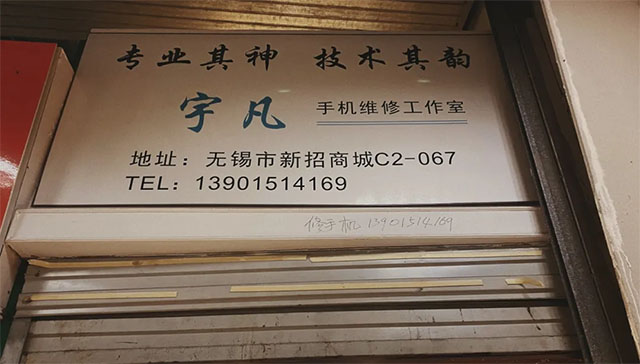 专业其神 技术其韵
宇凡 手机维修工作室
地址：无锡市新招商城C2-067
TEL：13901514169
修手机 13901514169